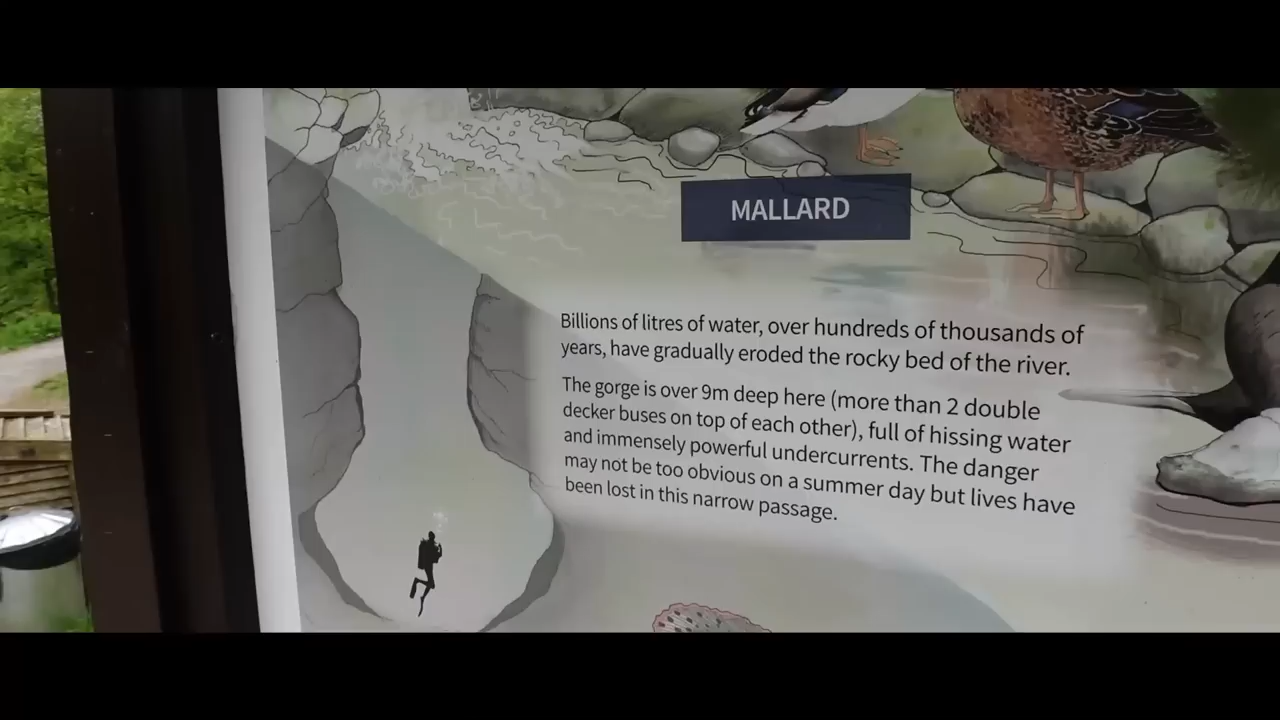 MALLARD
Billions of litres of water, over hundreds of thousands of
years, have gradually eroded the rocky bed of the river.
The gorge is over 9m deep here (more than 2 double
decker buses on top of each other), full of hissing water
and immensely powerful undercurrents. The danger
may not be too obvious on a summer day but lives have
been lost in this narrow passage.